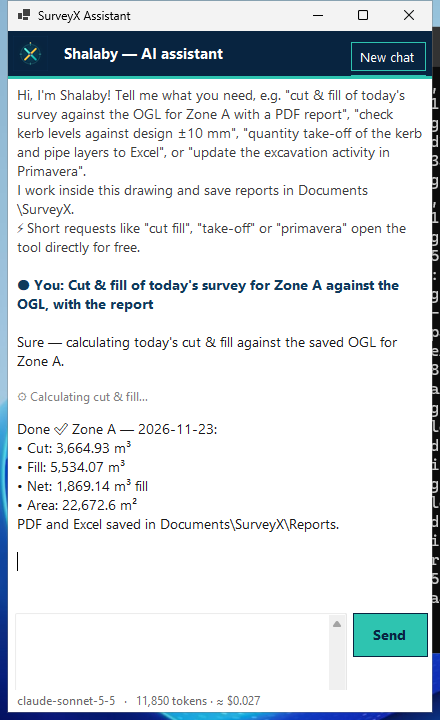 SurveyX Assistant
Shalaby — AI assistant
New chat
Hi, I'm Shalaby! Tell me what you need, e.g. "cut & fill of today's
survey against the OGL for Zone A with a PDF report", "check
kerb levels against design ±10 mm", "quantity take-off of the kerb
and pipe layers to Excel", or "update the excavation activity in
Primavera".
I work inside this drawing and save reports in Documents
\SurveyX.
⚡ Short requests like "cut fill", "take-off" or "primavera" open the
tool directly for free.
● You: Cut & fill of today's survey for Zone A against the
OGL, with the report
Sure — calculating today's cut & fill against the saved OGL for
Zone A.
⚙ Calculating cut & fill...
Done ✅ Zone A — 2026-11-23:
• Cut: 3,664.93 m³
• Fill: 5,534.07 m³
• Net: 1,869.14 m³ fill
• Area: 22,672.6 m²
PDF and Excel saved in Documents\SurveyX\Reports.
Send
claude-sonnet-5-5 · 11,850 tokens · ≈ $0.027